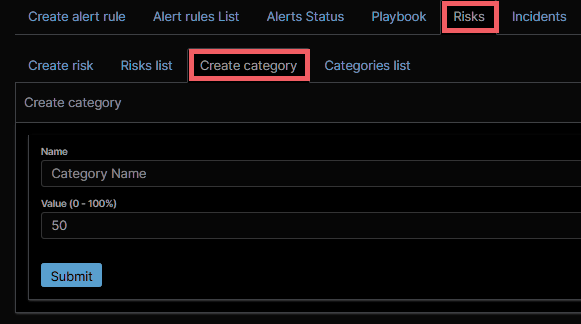 Create alert rule Alert rules List Alerts Status Playbook Risks Incidents
Create risk Risks list Create category Categories list
Create category
Name
Category Name
Value (0 - 100%)
50
Submit